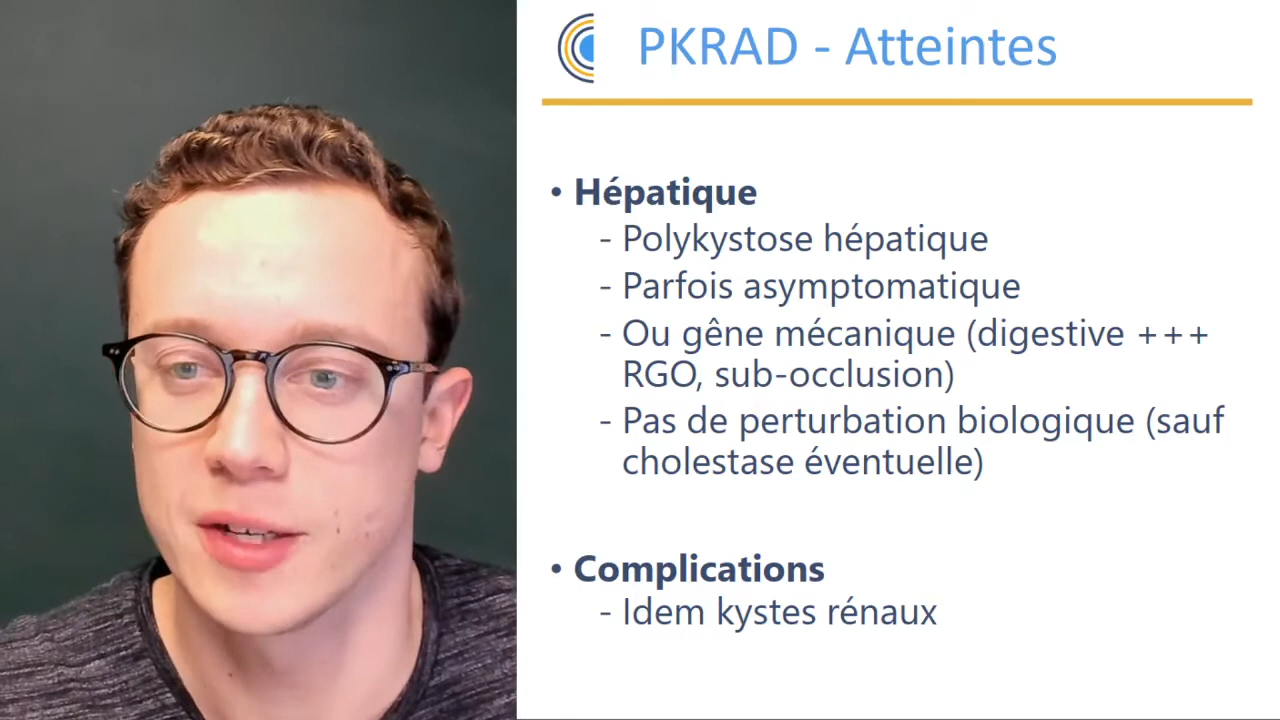 PKRAD - Atteintes
• Hépatique
- Polykystose hépatique
- Parfois asymptomatique
- Ou gêne mécanique (digestive +++
RGO, sub-occlusion)
- Pas de perturbation biologique (sauf
cholestase éventuelle)
• Complications
- Idem kystes rénaux